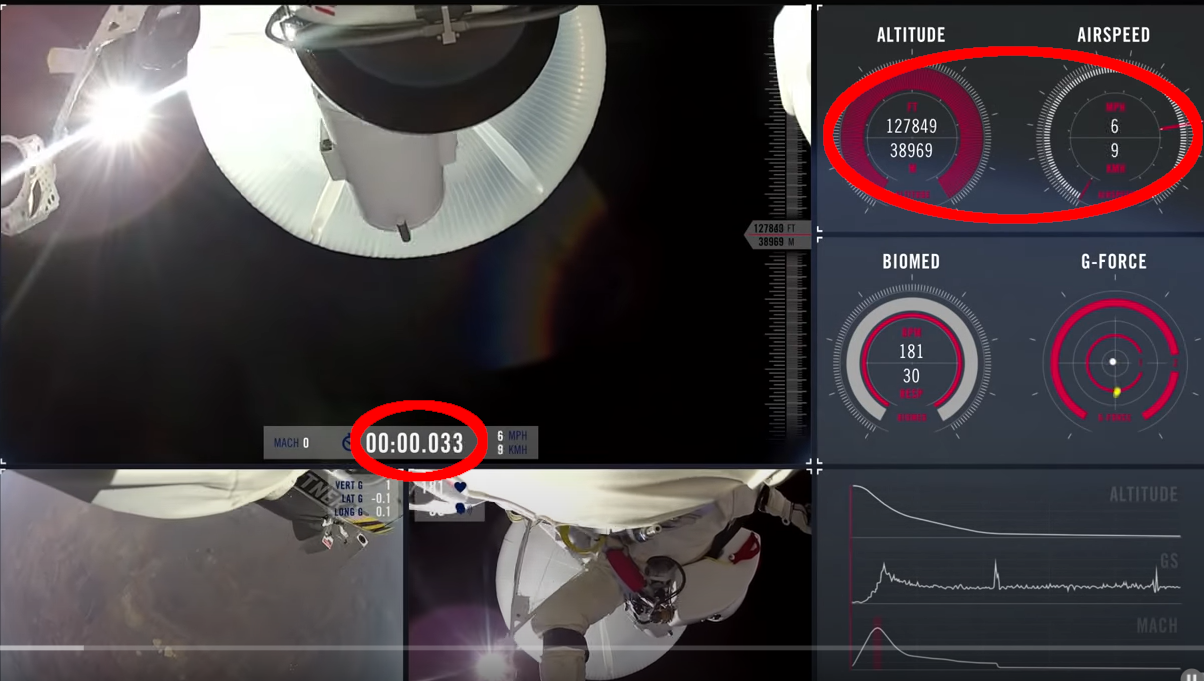 ALTITUDE
AIRSPEED
FT
127849
38969
M
MPH
6
9
KMH
127849 FT
38969 M
BIOMED
G-FORCE
BPM
181
30
MACH 0
00:00.033
6 MPH
9 KMH
VERT G 1
LAT G -0.1
LONG G 0.1
181
ALTITUDE
GS
MACH